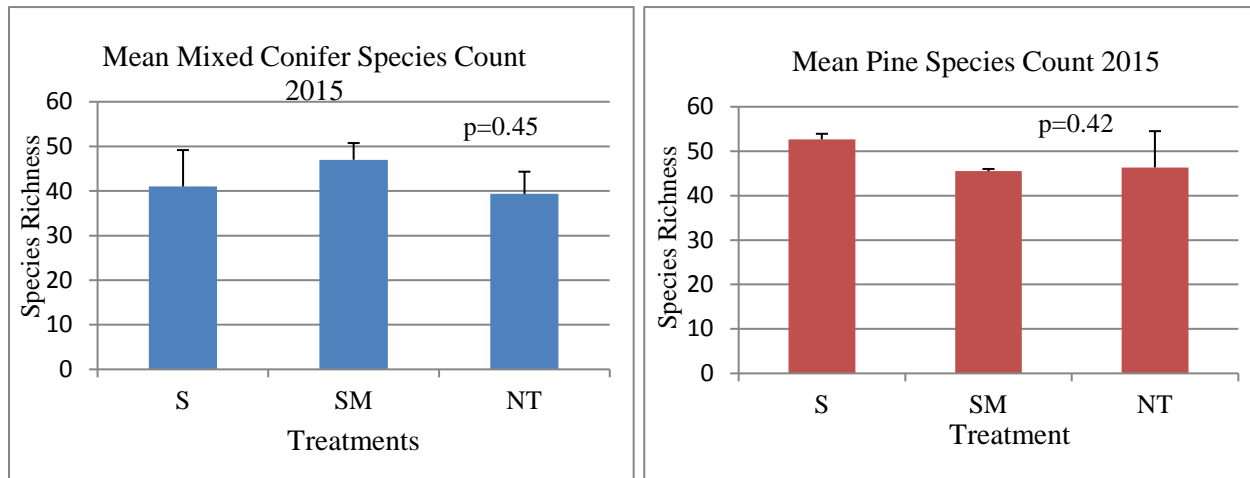 Mean Mixed Conifer Species Count
2015
p=0.45
Species Richness
60
50
40
30
20
10
0
S SM NT
Treatments
Mean Pine Species Count 2015
p=0.42
Species Richness
60
50
40
30
20
10
0
S SM NT
Treatment